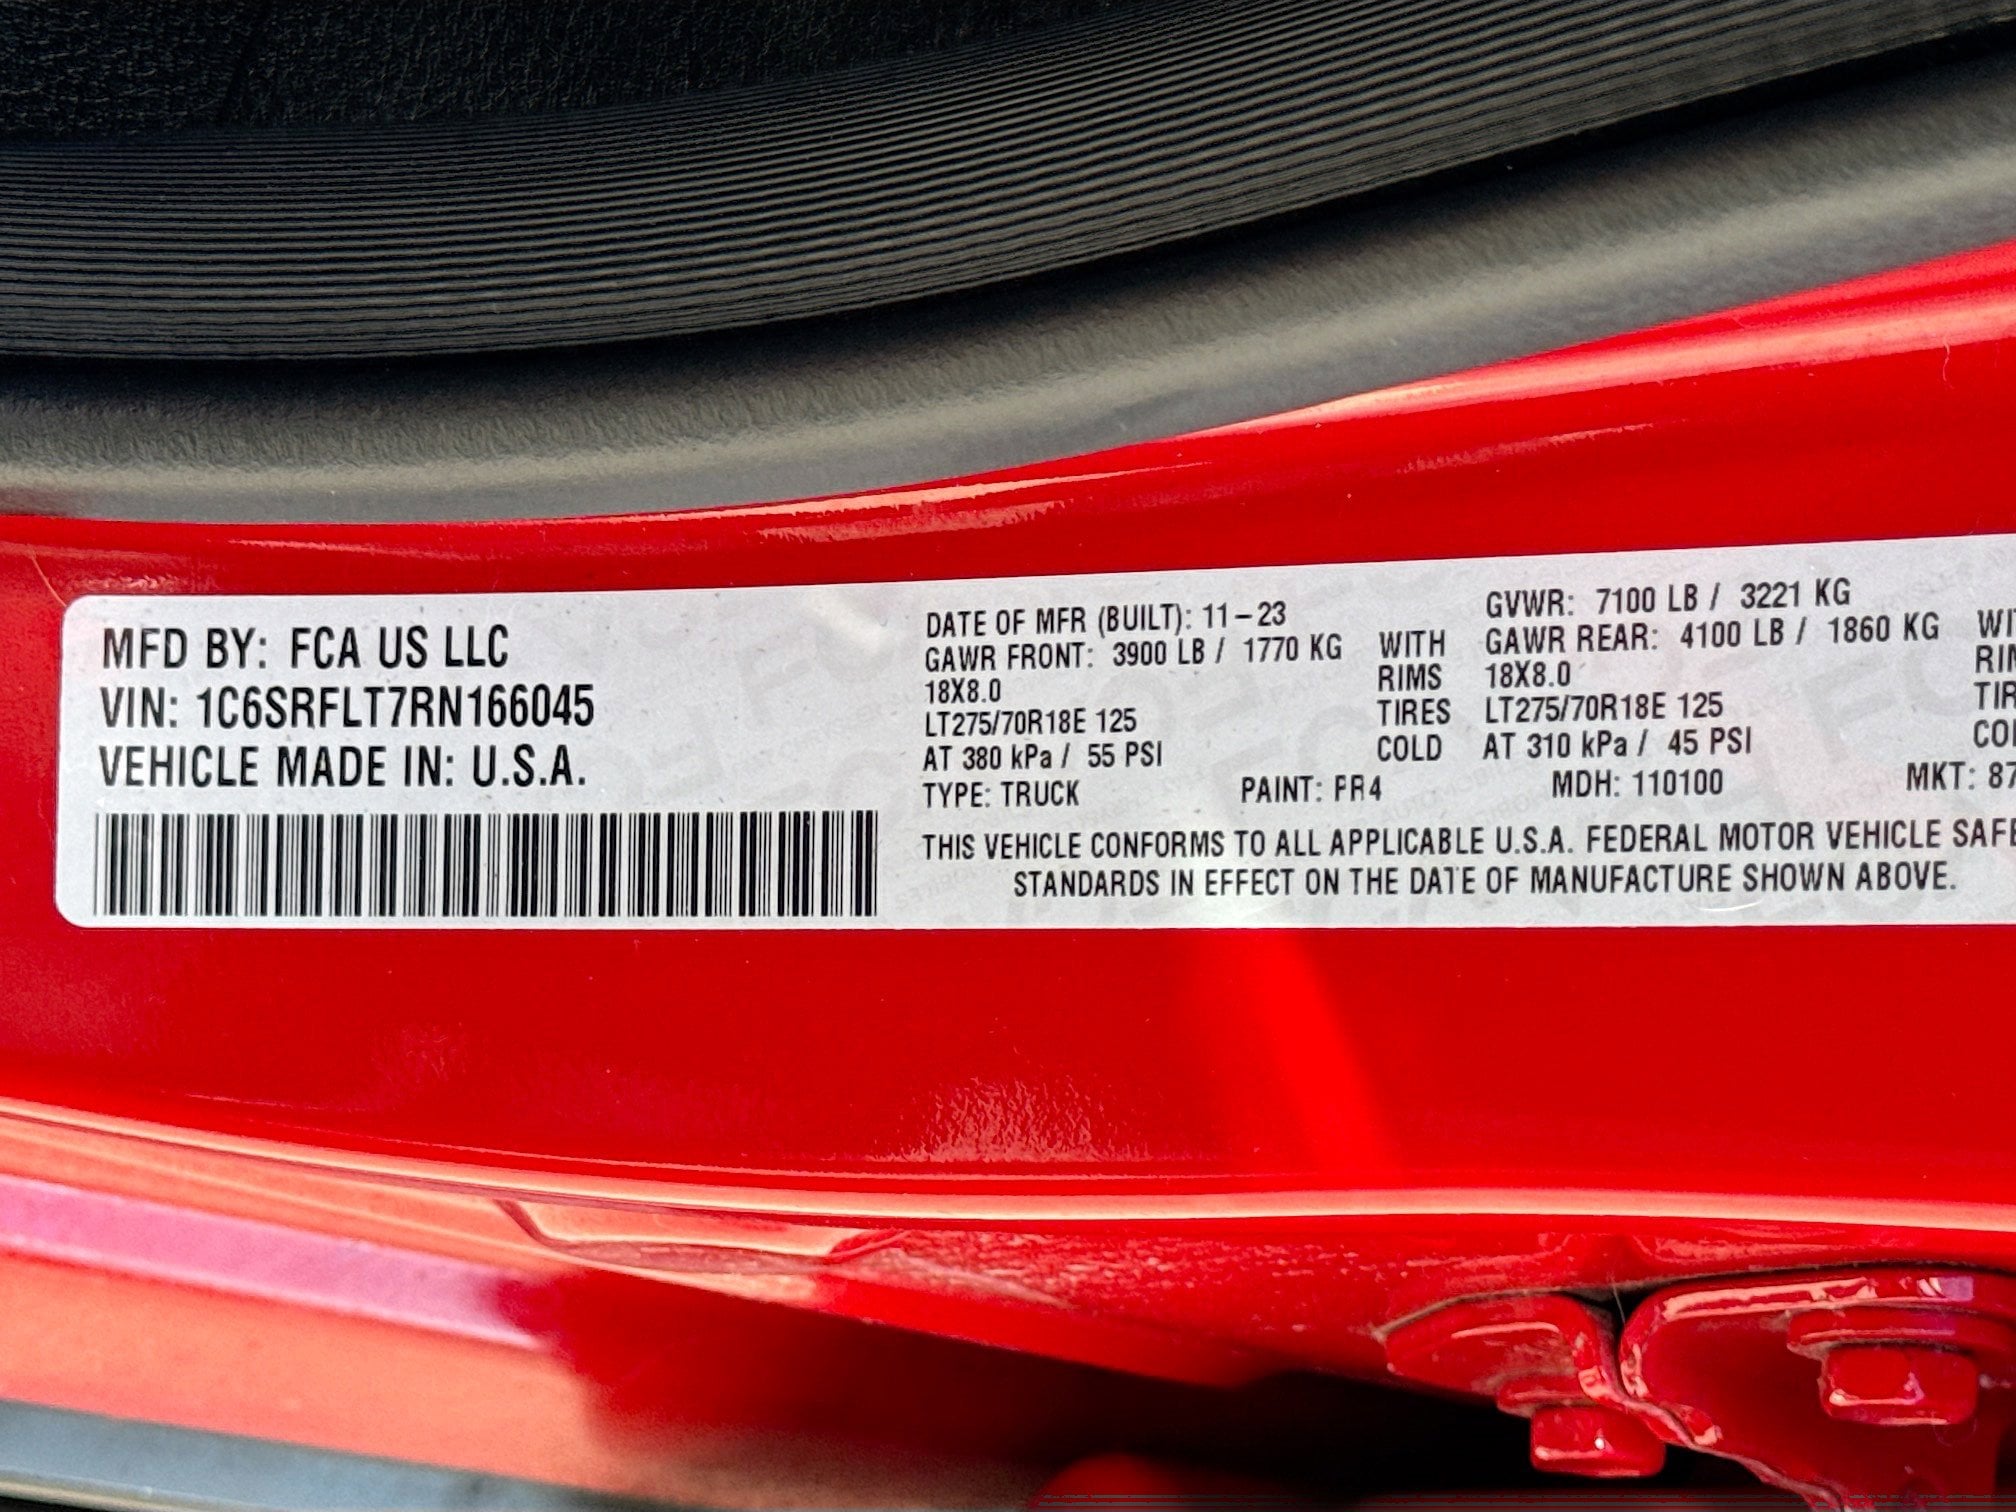 MFD BY: FCA US LLC
VIN: 1C6SRFLT7RN166045
VEHICLE MADE IN: U.S.A.
DATE OF MFR (BUILT): 11-23 GVWR: 7100 LB / 3221 KG
GAWR FRONT: 3900 LB / 1770 KG WITH GAWR REAR: 4100 LB / 1860 KG
18X8.0 RIMS 18X8.0
LT275/70R18E 125 TIRES LT275/70R18E 125
AT 380 kPa / 55 PSI COLD AT 310 kPa / 45 PSI
TYPE: TRUCK PAINT: PR4 MDH: 110100 MKT: 87
THIS VEHICLE CONFORMS TO ALL APPLICABLE U.S.A. FEDERAL MOTOR VEHICLE SAFE
STANDARDS IN EFFECT ON THE DATE OF MANUFACTURE SHOWN ABOVE.